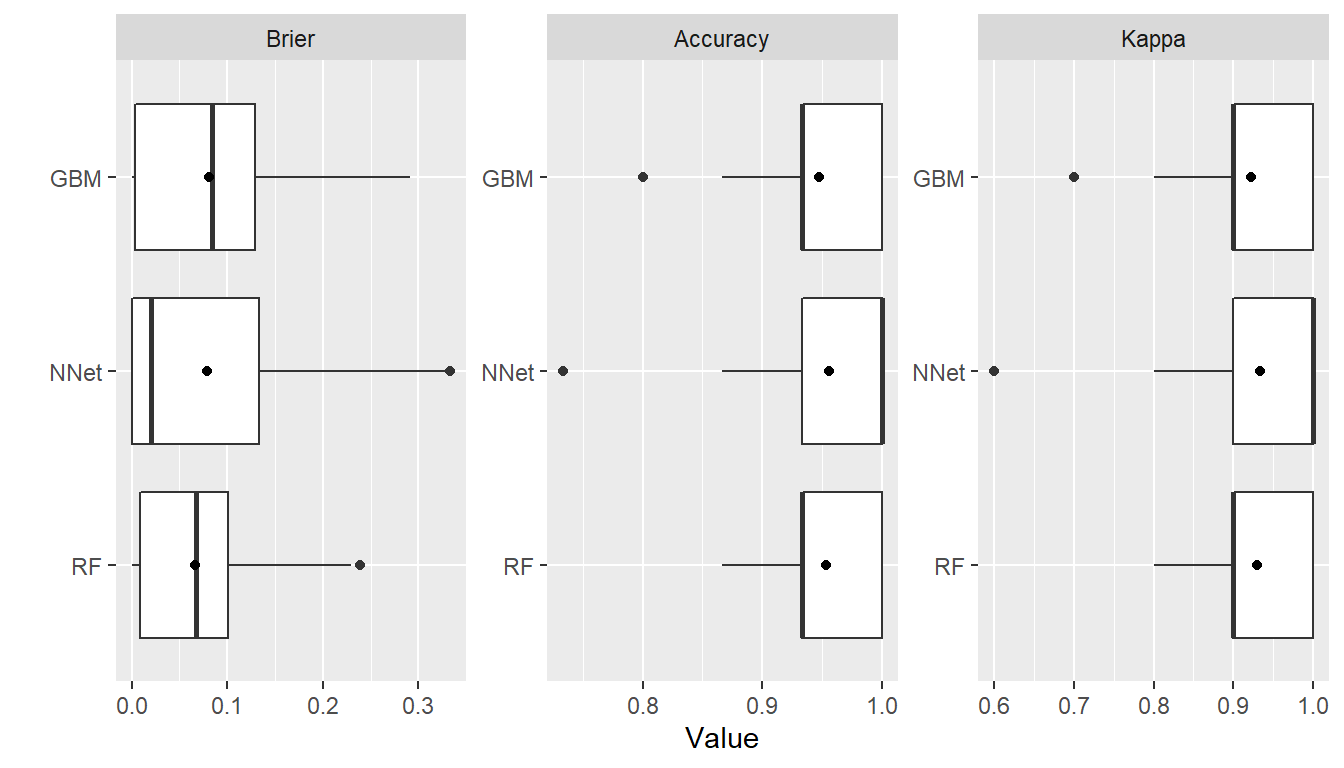 Brier
Accuracy
Kappa
GBM
NNet
RF
0.0 0.1 0.2 0.3
GBM
NNet
RF
0.8 0.9 1.0
GBM
NNet
RF
0.6 0.7 0.8 0.9 1.0
Value